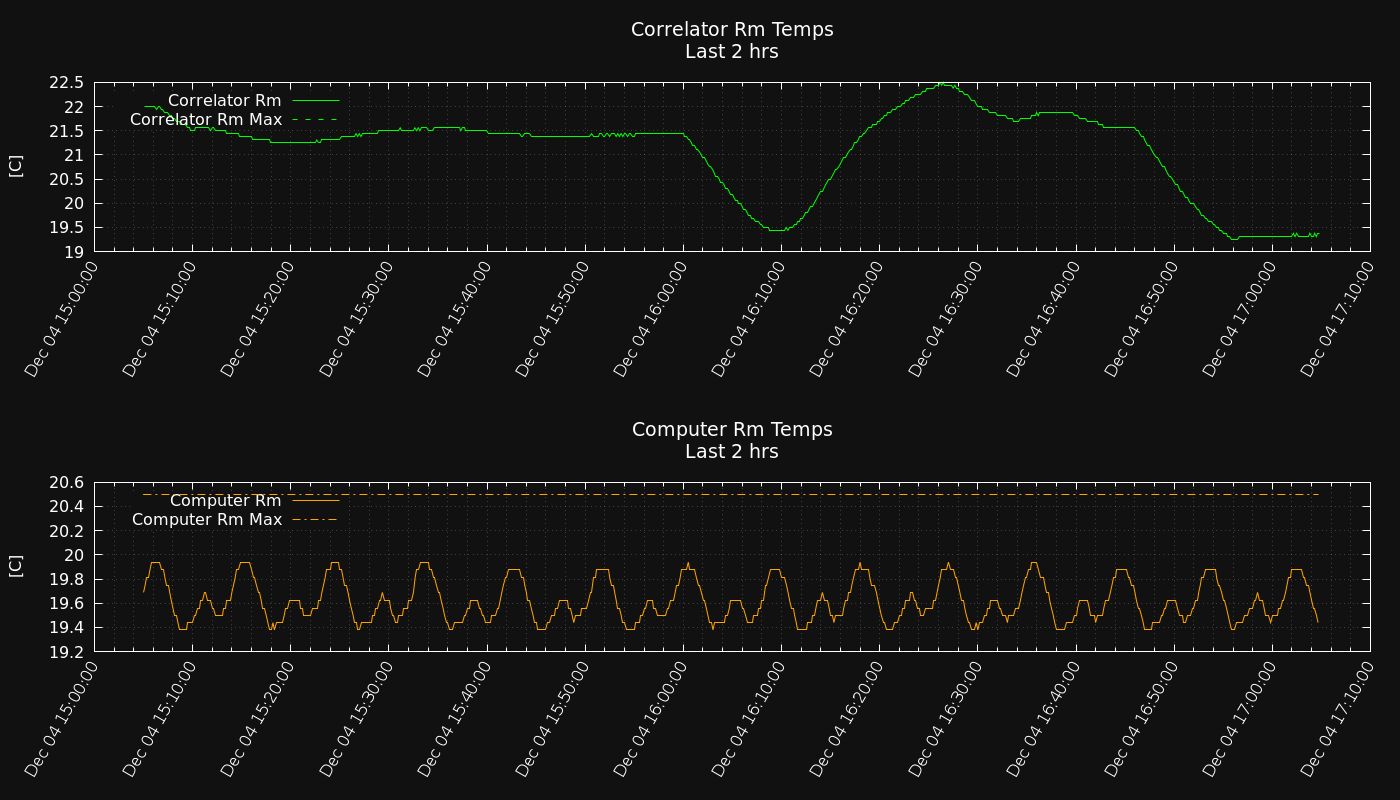 Correlator Rm Temps
Last 2 hrs
22.5
22
21.5
21
20.5
20
19.5
19
[C]
Correlator Rm
Correlator Rm Max
Dec 04 15:00:00
Dec 04 15:10:00
Dec 04 15:20:00
Dec 04 15:30:00
Dec 04 15:40:00
Dec 04 15:50:00
Dec 04 16:00:00
Dec 04 16:10:00
Dec 04 16:20:00
Dec 04 16:30:00
Dec 04 16:40:00
Dec 04 16:50:00
Dec 04 17:00:00
Dec 04 17:10:00
Computer Rm Temps
Last 2 hrs
20.6
20.4
20.2
20
19.8
19.6
19.4
19.2
[C]
Computer Rm
Computer Rm Max
Dec 04 15:00:00
Dec 04 15:10:00
Dec 04 15:20:00
Dec 04 15:30:00
Dec 04 15:40:00
Dec 04 15:50:00
Dec 04 16:00:00
Dec 04 16:10:00
Dec 04 16:20:00
Dec 04 16:30:00
Dec 04 16:40:00
Dec 04 16:50:00
Dec 04 17:00:00
Dec 04 17:10:00